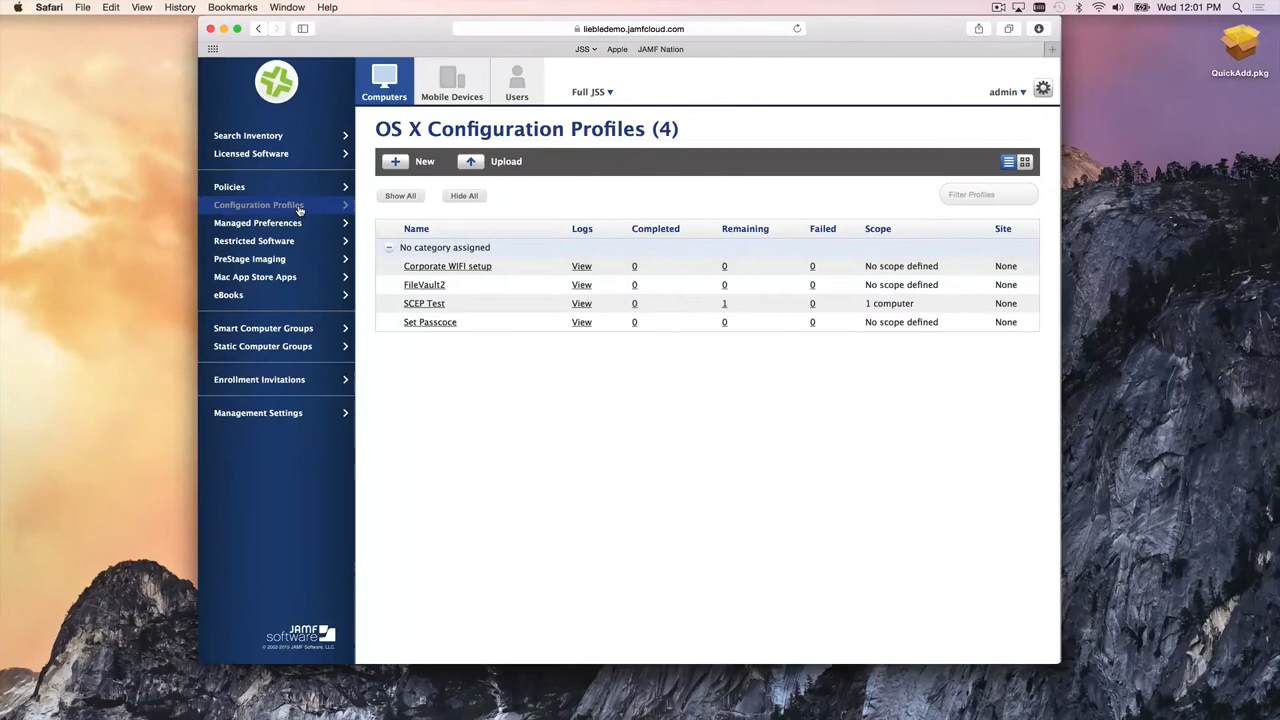 Safari File Edit View History Bookmarks Window Help Wed 12:01 PM
liebledemo.jamfcloud.com
JSS Apple JAMF Nation
QuickAdd.pkg
Computers Mobile Devices Users Full JSS admin
Search Inventory
Licensed Software
Policies
Configuration Profiles
Managed Preferences
Restricted Software
PreStage Imaging
Mac App Store Apps
eBooks
Smart Computer Groups
Static Computer Groups
Enrollment Invitations
Management Settings
JAMF
software
© 2002-2015 JAMF Software, LLC.
OS X Configuration Profiles (4)
New Upload
Show All Hide All Filter Profiles
Name Logs Completed Remaining Failed Scope Site
No category assigned
Corporate WIFI setup View 0 0 0 No scope defined None
FileVault2 View 0 0 0 No scope defined None
SCEP Test View 0 1 0 1 computer None
Set Passcoce View 0 0 0 No scope defined None